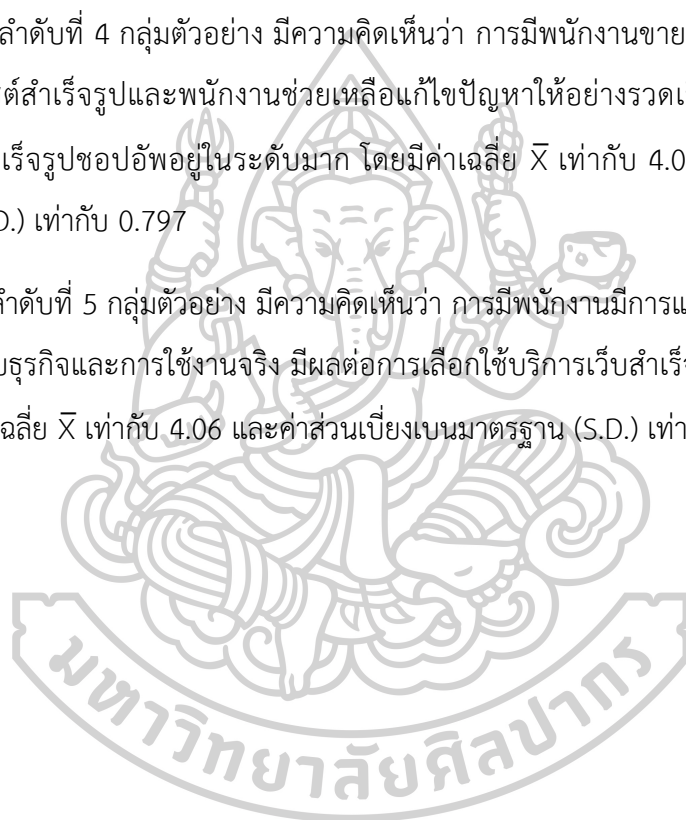 ลำดับที่ 4 กลุ่มตัวอย่าง มีความคิดเห็นว่า การมีพนักงานขาย
ต์สำเร็จรูปและพนักงานช่วยเหลือแก้ไขปัญหาให้อย่างรวดเ
เร็จรูปชอปอัพอยู่ในระดับมาก โดยมีค่าเฉลี่ย X̅ เท่ากับ 4.0
D.) เท่ากับ 0.797
ลำดับที่ 5 กลุ่มตัวอย่าง มีความคิดเห็นว่า การมีพนักงานมีการแ
บธุรกิจและการใช้งานจริง มีผลต่อการเลือกใช้บริการเว็บสำเร็จ
ฉลี่ย X̅ เท่ากับ 4.06 และค่าส่วนเบี่ยงเบนมาตรฐาน (S.D.) เท่า
มหาวิทยาลัยศิลปากร